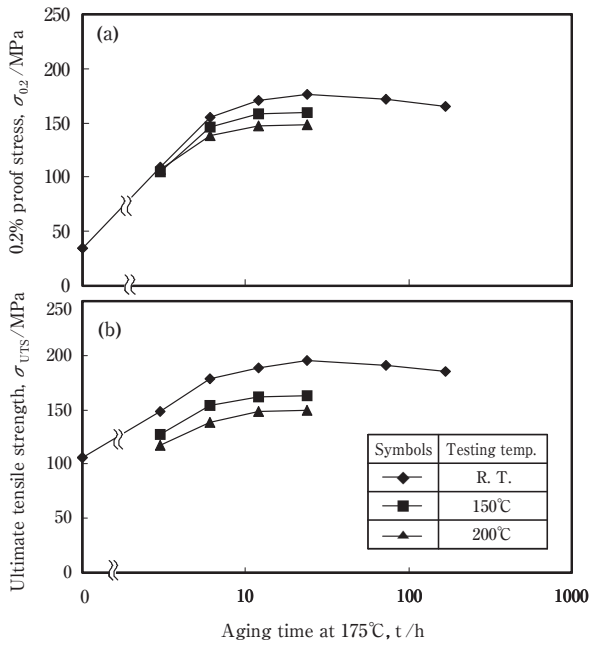 250
(a)
200
150
100
50
0
0.2% proof stress, σ0.2 /MPa
250
(b)
200
150
100
50
0
Ultimate tensile strength, σUTS/MPa
Symbols Testing temp.
R. T.
150℃
200℃
0 10 100 1000
Aging time at 175℃, t/h